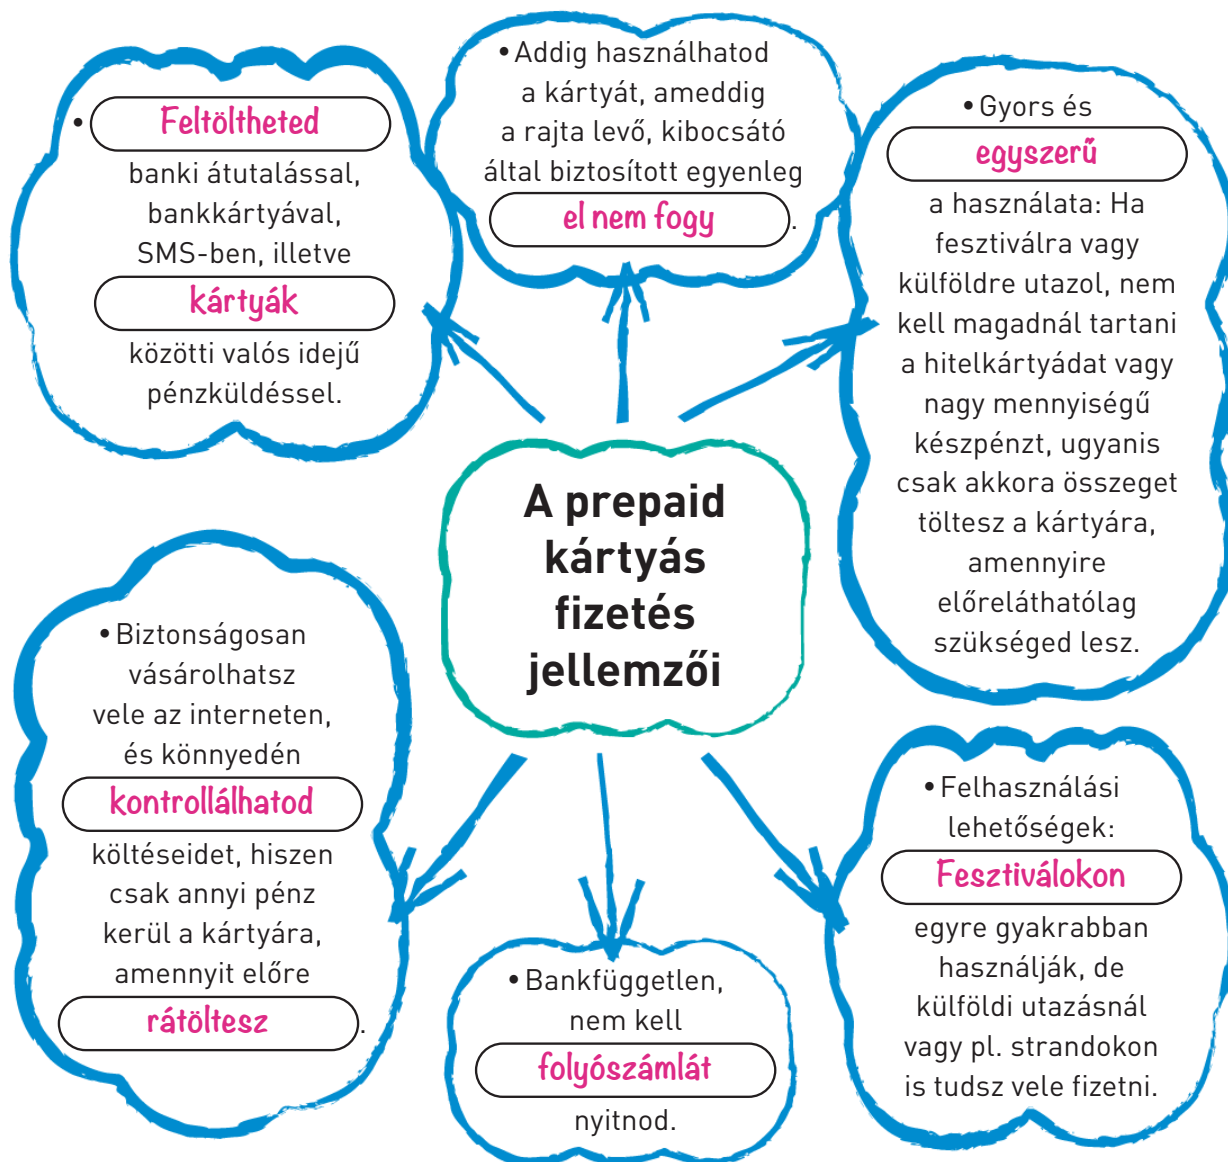 • Feltöltheted
banki átutalással,
bankkártyával,
SMS-ben, illetve
kártyák
közötti valós idejű
pénzküldéssel.
• Addig használhatod
a kártyát, ameddig
a rajta levő, kibocsátó
által biztosított egyenleg
el nem fogy.
• Gyors és
egyszerű
a használata: Ha
fesztiválra vagy
külföldre utazol, nem
kell magadnál tartani
a hitelkártyádat vagy
nagy mennyiségű
készpénzt, ugyanis
csak akkora összeget
töltesz a kártyára,
amennyire
előreláthatólag
szükséged lesz.
A prepaid
kártyás
fizetés
jellemzői
• Biztonságosan
vásárolhatsz
vele az interneten,
és könnyedén
kontrollálhatod
költéseidet, hiszen
csak annyi pénz
kerül a kártyára,
amennyit előre
rátöltesz.
• Bankfüggetlen,
nem kell
folyószámlát
nyitnod.
• Felhasználási
lehetőségek:
Fesztiválokon
egyre gyakrabban
használják, de
külföldi utazásnál
vagy pl. strandokon
is tudsz vele fizetni.